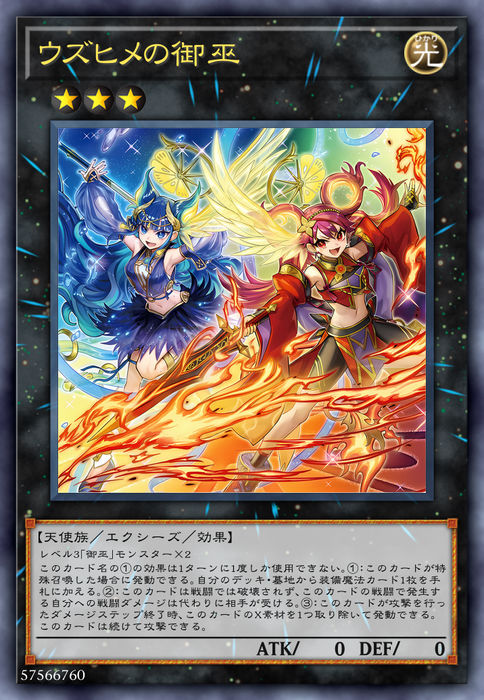 ウズヒメの御巫
ひかり
光
【天使族／エクシーズ／効果】
レベル3「御巫」モンスター×2
このカード名の①の効果は1ターンに1度しか使用できない。①：このカードが特
殊召喚した場合に発動できる。自分のデッキ・墓地から装備魔法カード1枚を手
札に加える。②：このカードは戦闘では破壊されず、このカードの戦闘で発生す
る自分への戦闘ダメージは代わりに相手が受ける。③：このカードが攻撃を行っ
たダメージステップ終了時、このカードのX素材を1つ取り除いて発動できる。
このカードは続けて攻撃できる。
ATK/ 0 DEF/ 0
57566760